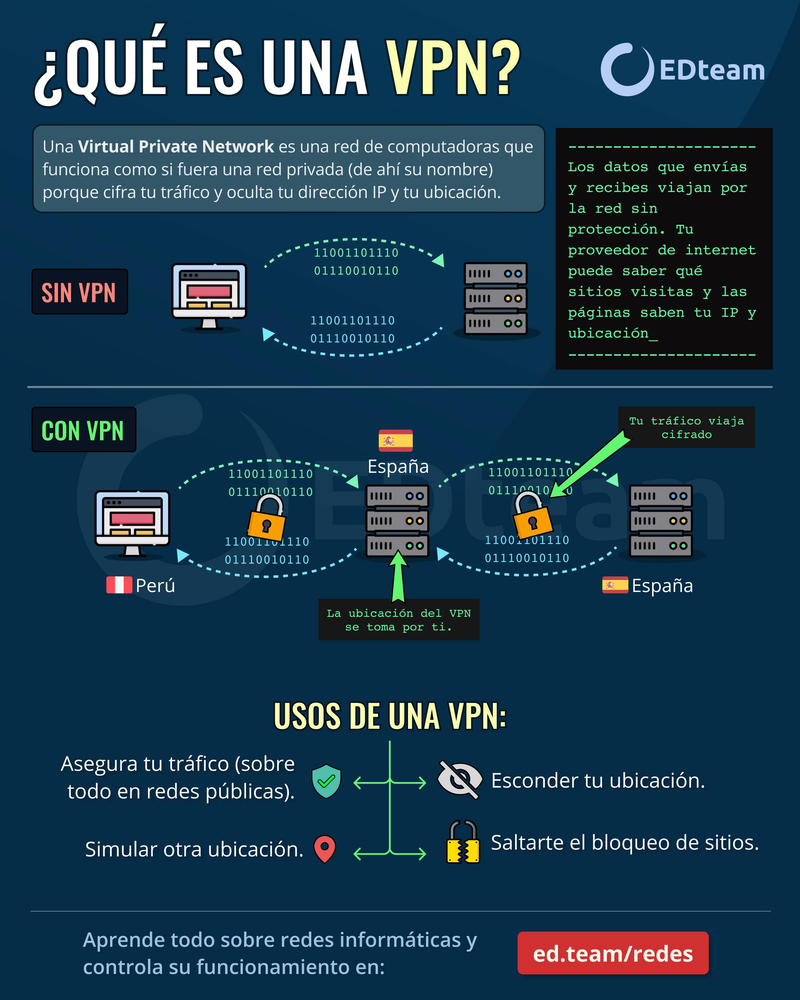 ¿QUÉ ES UNA VPN?
EDteam
Una Virtual Private Network es una red de computadoras que
funciona como si fuera una red privada (de ahí su nombre)
porque cifra tu tráfico y oculta tu dirección IP y tu ubicación.
--------------------
Los datos que envías
y recibes viajan por
la red sin
protección. Tu
proveedor de internet
puede saber qué
sitios visitas y las
páginas saben tu IP y
ubicación_
--------------------
SIN VPN
11001101110
01110010110
11001101110
01110010110
CON VPN
EDteam
España
Tu tráfico viaja
cifrado
11001101110
01110010110
11001101110
01110010110
11001101110
01110010110
11001101110
01110010110
Perú
España
La ubicación del VPN
se toma por ti.
USOS DE UNA VPN:
Asegura tu tráfico (sobre
todo en redes públicas).
Esconder tu ubicación.
Simular otra ubicación.
Saltarte el bloqueo de sitios.
Aprende todo sobre redes informáticas y
controla su funcionamiento en:
ed.team/redes